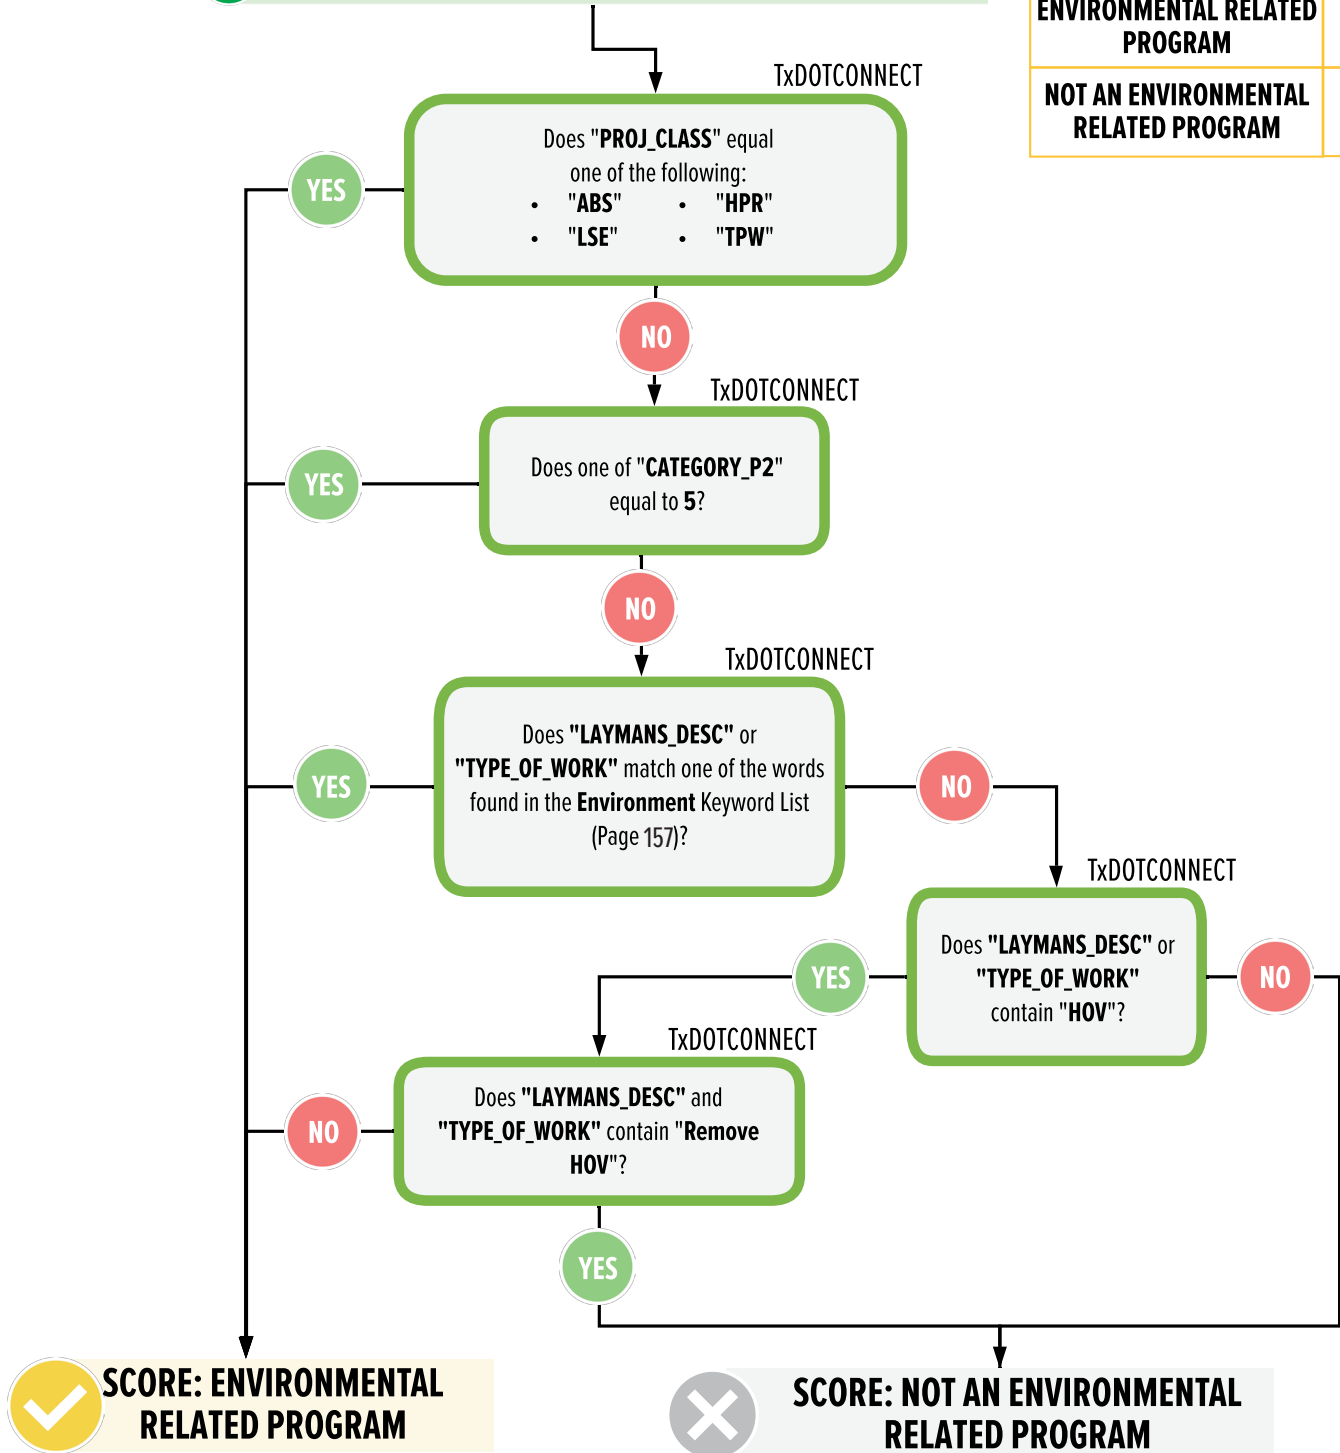 ENVIRONMENTAL RELATED
PROGRAM
NOT AN ENVIRONMENTAL
RELATED PROGRAM
TxDOTCONNECT
Does "PROJ_CLASS" equal
one of the following:
• "ABS" • "HPR"
• "LSE" • "TPW"
YES
NO
TxDOTCONNECT
Does one of "CATEGORY_P2"
equal to 5?
YES
NO
TxDOTCONNECT
Does "LAYMANS_DESC" or
"TYPE_OF_WORK" match one of the words
found in the Environment Keyword List
(Page 157)?
YES
NO
TxDOTCONNECT
Does "LAYMANS_DESC" or
"TYPE_OF_WORK"
contain "HOV"?
YES
NO
TxDOTCONNECT
Does "LAYMANS_DESC" and
"TYPE_OF_WORK" contain "Remove
HOV"?
NO
YES
SCORE: ENVIRONMENTAL
RELATED PROGRAM
SCORE: NOT AN ENVIRONMENTAL
RELATED PROGRAM